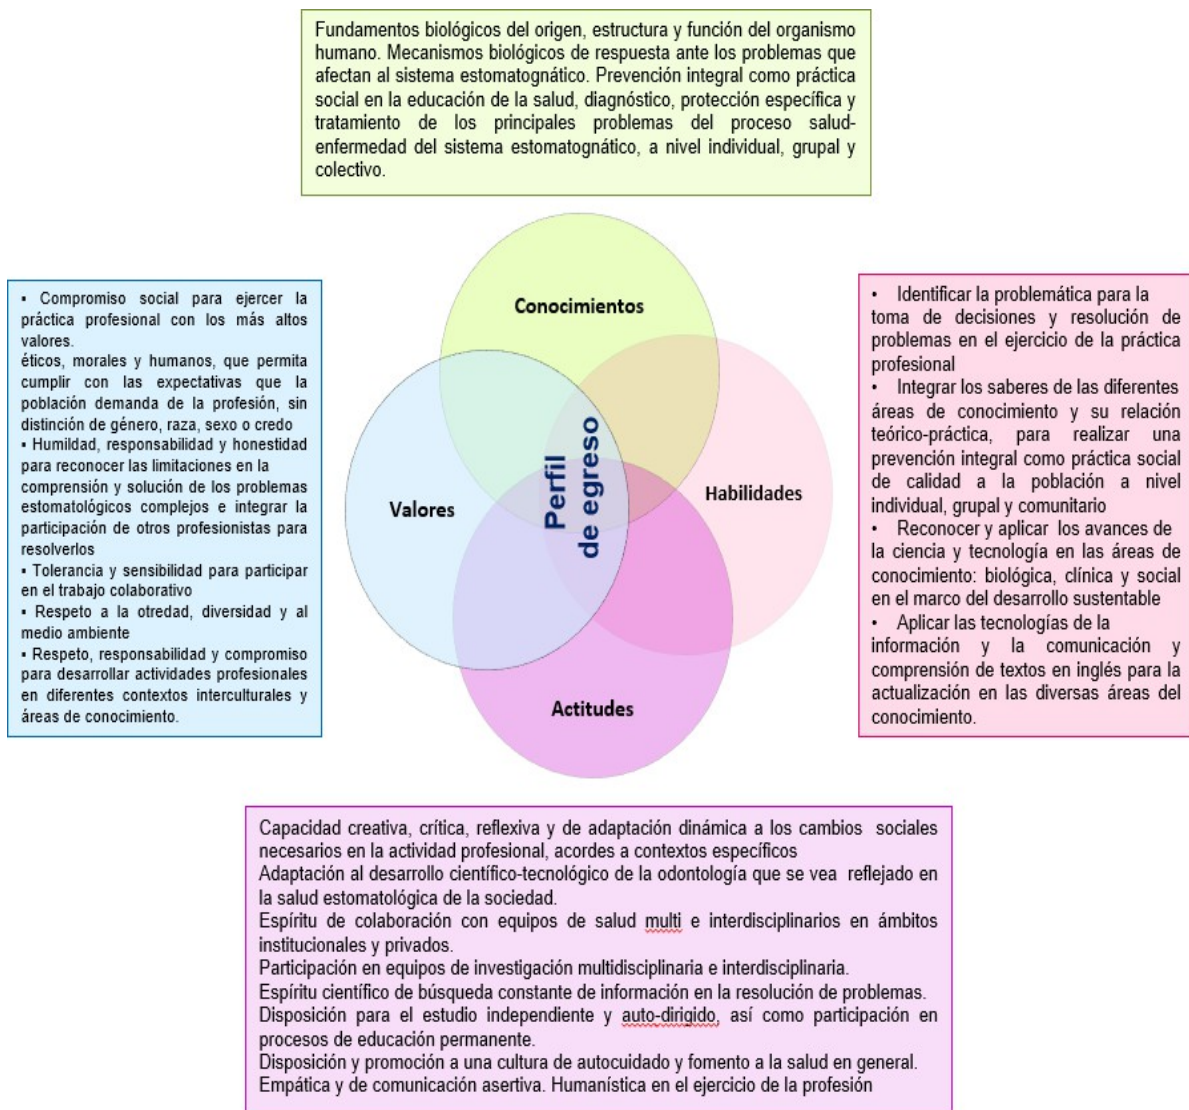 Fundamentos biológicos del origen, estructura y función del organismo
humano. Mecanismos biológicos de respuesta ante los problemas que
afectan al sistema estomatognático. Prevención integral como práctica
social en la educación de la salud, diagnóstico, protección específica y
tratamiento de los principales problemas del proceso salud-
enfermedad del sistema estomatognático, a nivel individual, grupal y
colectivo.
▪ Compromiso social para ejercer la
práctica profesional con los más altos
valores.
éticos, morales y humanos, que permita
cumplir con las expectativas que la
población demanda de la profesión, sin
distinción de género, raza, sexo o credo
▪ Humildad, responsabilidad y honestidad
para reconocer las limitaciones en la
comprensión y solución de los problemas
estomatológicos complejos e integrar la
participación de otros profesionistas para
resolverlos
▪ Tolerancia y sensibilidad para participar
en el trabajo colaborativo
▪ Respeto a la otredad, diversidad y al
medio ambiente
▪ Respeto, responsabilidad y compromiso
para desarrollar actividades profesionales
en diferentes contextos interculturales y
áreas de conocimiento.
Conocimientos
Valores
Perfil
de egreso
Habilidades
Actitudes
• Identificar la problemática para la
toma de decisiones y resolución de
problemas en el ejercicio de la práctica
profesional
• Integrar los saberes de las diferentes
áreas de conocimiento y su relación
teórico-práctica, para realizar una
prevención integral como práctica social
de calidad a la población a nivel
individual, grupal y comunitario
• Reconocer y aplicar los avances de
la ciencia y tecnología en las áreas de
conocimiento: biológica, clínica y social
en el marco del desarrollo sustentable
• Aplicar las tecnologías de la
información y la comunicación y
comprensión de textos en inglés para la
actualización en las diversas áreas del
conocimiento.
Capacidad creativa, crítica, reflexiva y de adaptación dinámica a los cambios sociales
necesarios en la actividad profesional, acordes a contextos específicos
Adaptación al desarrollo científico-tecnológico de la odontología que se vea reflejado en
la salud estomatológica de la sociedad.
Espíritu de colaboración con equipos de salud multi e interdisciplinarios en ámbitos
institucionales y privados.
Participación en equipos de investigación multidisciplinaria e interdisciplinaria.
Espíritu científico de búsqueda constante de información en la resolución de problemas.
Disposición para el estudio independiente y auto-dirigido, así como participación en
procesos de educación permanente.
Disposición y promoción a una cultura de autocuidado y fomento a la salud en general.
Empática y de comunicación asertiva. Humanística en el ejercicio de la profesión